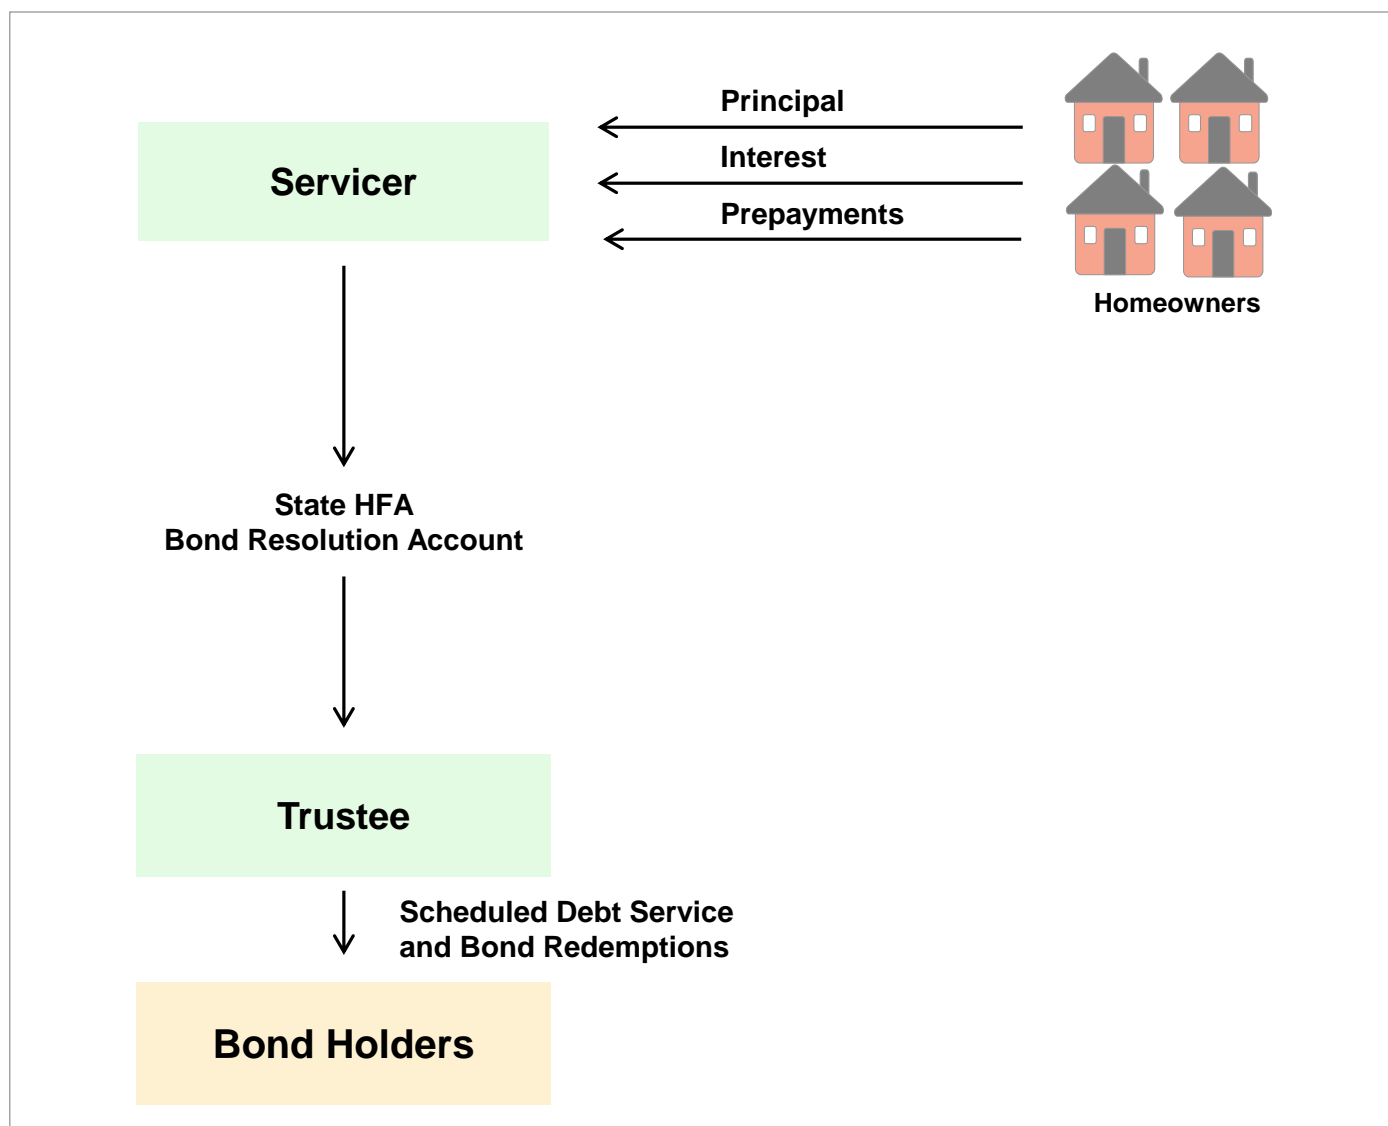 Principal
Interest
Prepayments
Servicer
Homeowners
State HFA
Bond Resolution Account
Trustee
Scheduled Debt Service
and Bond Redemptions
Bond Holders